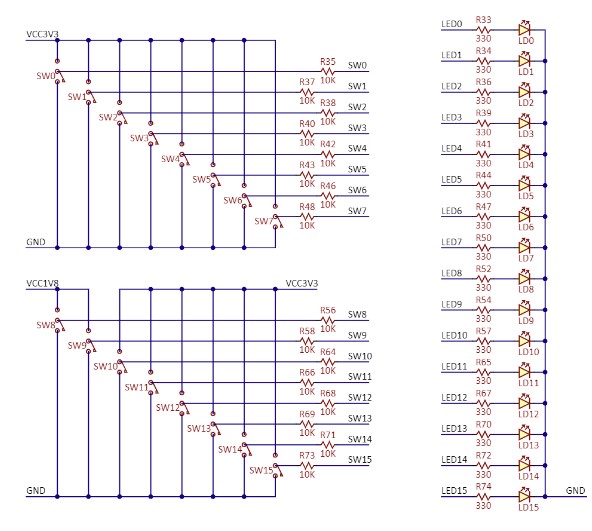 VCC3V3
SW0
R35
10K
SW0
SW1
R37
10K
SW1
SW2
R38
10K
SW2
SW3
R40
10K
SW3
SW4
R42
10K
SW4
SW5
R43
10K
SW5
SW6
R46
10K
SW6
SW7
R48
10K
SW7
GND
VCC1V8
VCC3V3
SW8
R56
10K
SW8
SW9
R58
10K
SW9
SW10
R64
10K
SW10
SW11
R66
10K
SW11
SW12
R68
10K
SW12
SW13
R69
10K
SW13
SW14
R71
10K
SW14
SW15
R73
10K
SW15
GND
LED0
R33
330
LD0
LED1
R34
330
LD1
LED2
R36
330
LD2
LED3
R39
330
LD3
LED4
R41
330
LD4
LED5
R44
330
LD5
LED6
R47
330
LD6
LED7
R50
330
LD7
LED8
R52
330
LD8
LED9
R54
330
LD9
LED10
R57
330
LD10
LED11
R65
330
LD11
LED12
R67
330
LD12
LED13
R70
330
LD13
LED14
R72
330
LD14
LED15
R74
330
LD15
GND